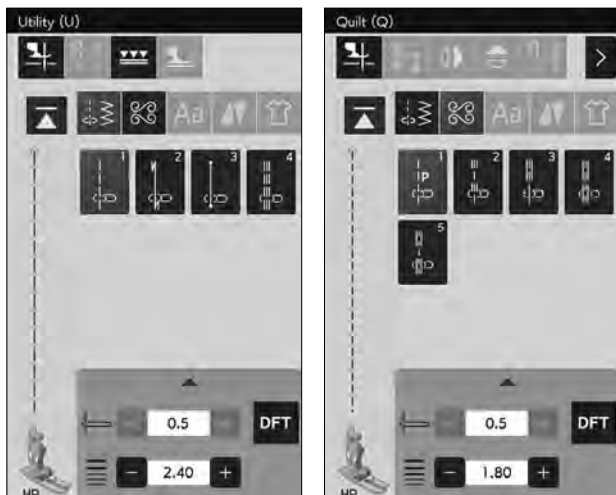 Utility (U)
Aa
1 2 3 4
0.5 DFT
2.40
HP
Quilt (Q)
Aa
1 2 3 4
P
5
0.5 DFT
1.80
HP